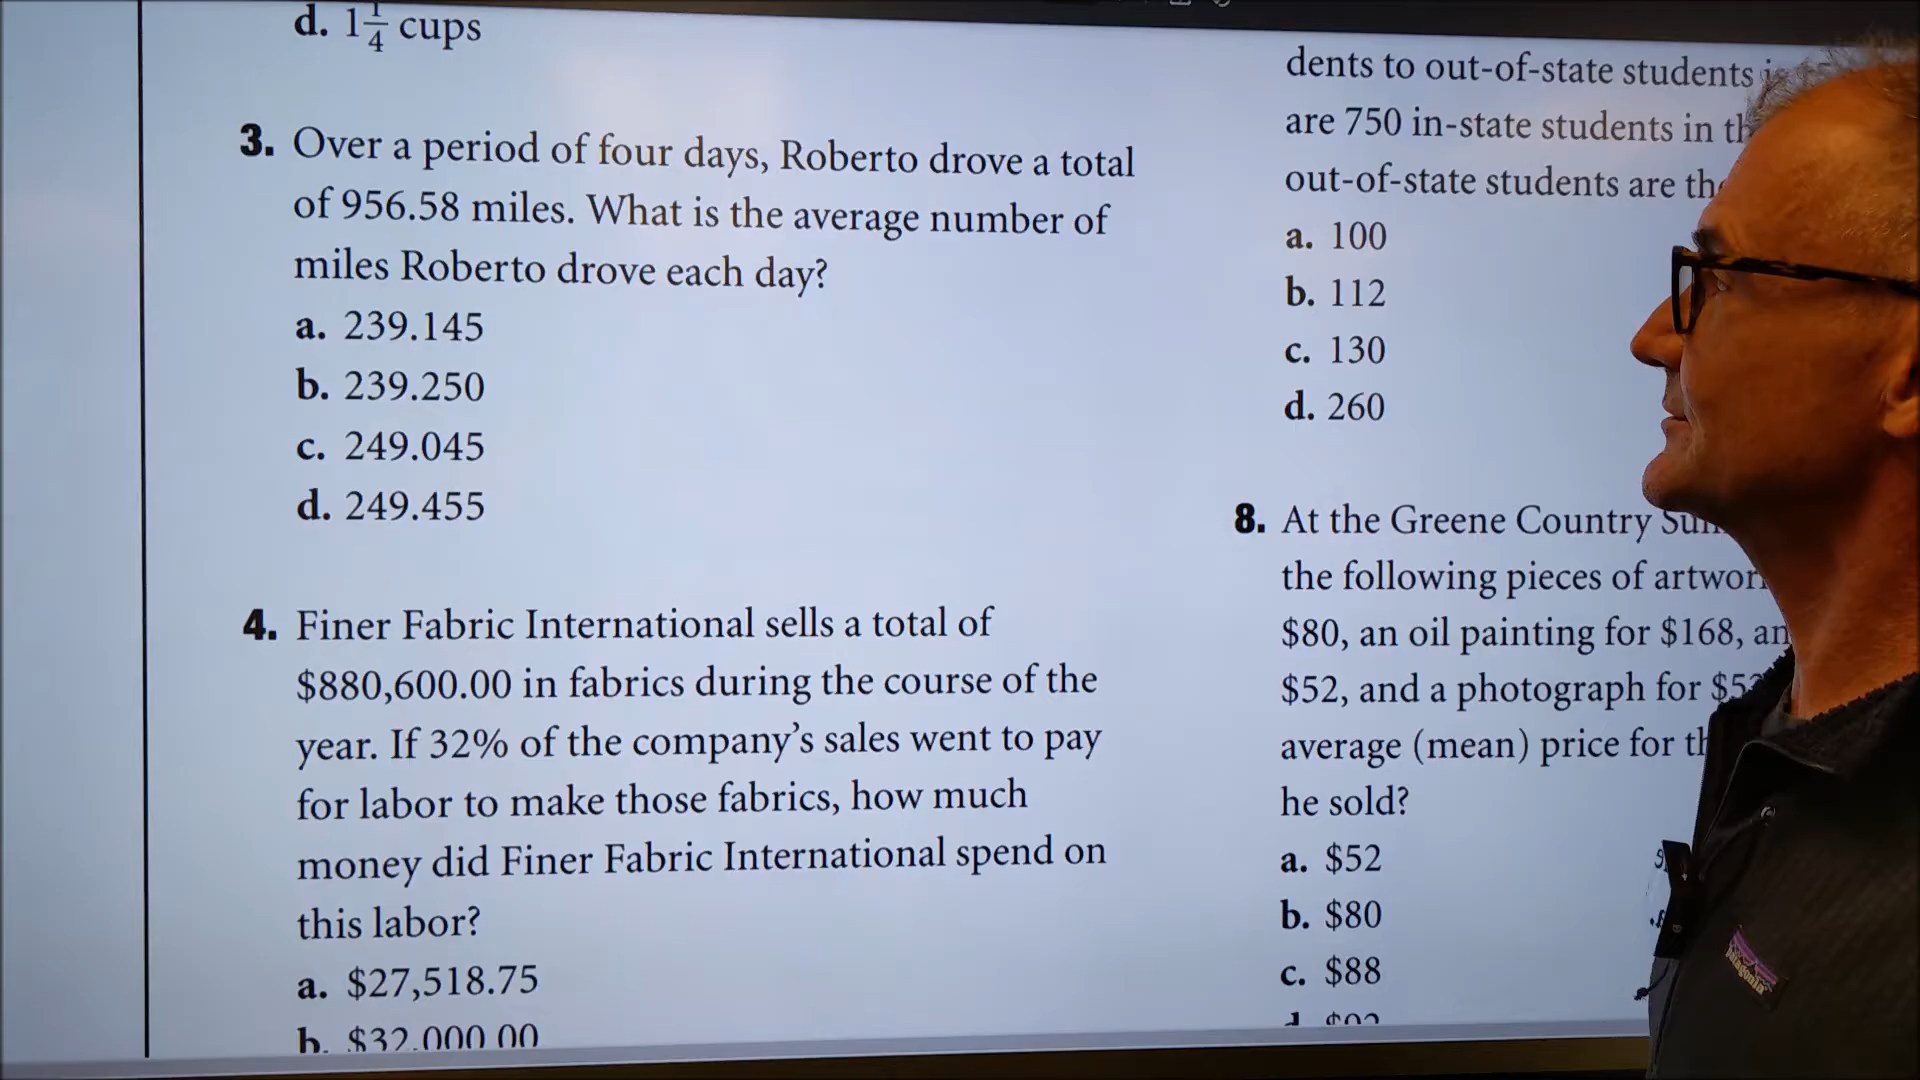 d. 1 1/4 cups
3. Over a period of four days, Roberto drove a total
of 956.58 miles. What is the average number of
miles Roberto drove each day?
a. 239.145
b. 239.250
c. 249.045
d. 249.455
4. Finer Fabric International sells a total of
$880,600.00 in fabrics during the course of the
year. If 32% of the company’s sales went to pay
for labor to make those fabrics, how much
money did Finer Fabric International spend on
this labor?
a. $27,518.75
b. $32,000.00
dents to out-of-state students
are 750 in-state students in
out-of-state students are
a. 100
b. 112
c. 130
d. 260
8. At the Greene Country
the following pieces of
$80, an oil painting for $168,
$52, and a photograph for
average (mean) price for
he sold?
a. $52
b. $80
c. $88
patagonia